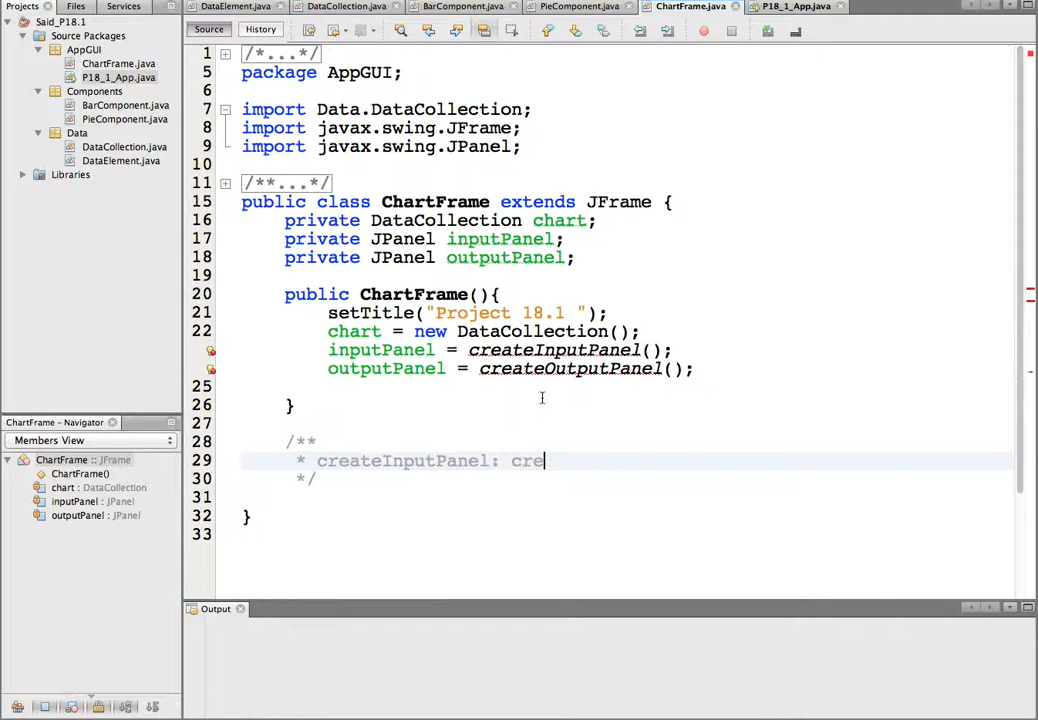 Projects
Files
Services
Said_P18.1
Source Packages
AppGUI
ChartFrame.java
P18_1_App.java
Components
BarComponent.java
PieComponent.java
Data
DataCollection.java
DataElement.java
Libraries
ChartFrame - Navigator
Members View
ChartFrame :: JFrame
ChartFrame()
chart : DataCollection
inputPanel : JPanel
outputPanel : JPanel
DataElement.java
DataCollection.java
BarComponent.java
PieComponent.java
ChartFrame.java
P18_1_App.java
Source
History
1 /*...*/
5 package AppGUI;
6
7 import Data.DataCollection;
8 import javax.swing.JFrame;
9 import javax.swing.JPanel;
10
11 /**...*/
15 public class ChartFrame extends JFrame {
16 private DataCollection chart;
17 private JPanel inputPanel;
18 private JPanel outputPanel;
19
20 public ChartFrame(){
21 setTitle("Project 18.1 ");
22 chart = new DataCollection();
inputPanel = createInputPanel();
outputPanel = createOutputPanel();
25
26 }
27
28 /**
29 * createInputPanel: cre
30 */
31
32 }
33
Output